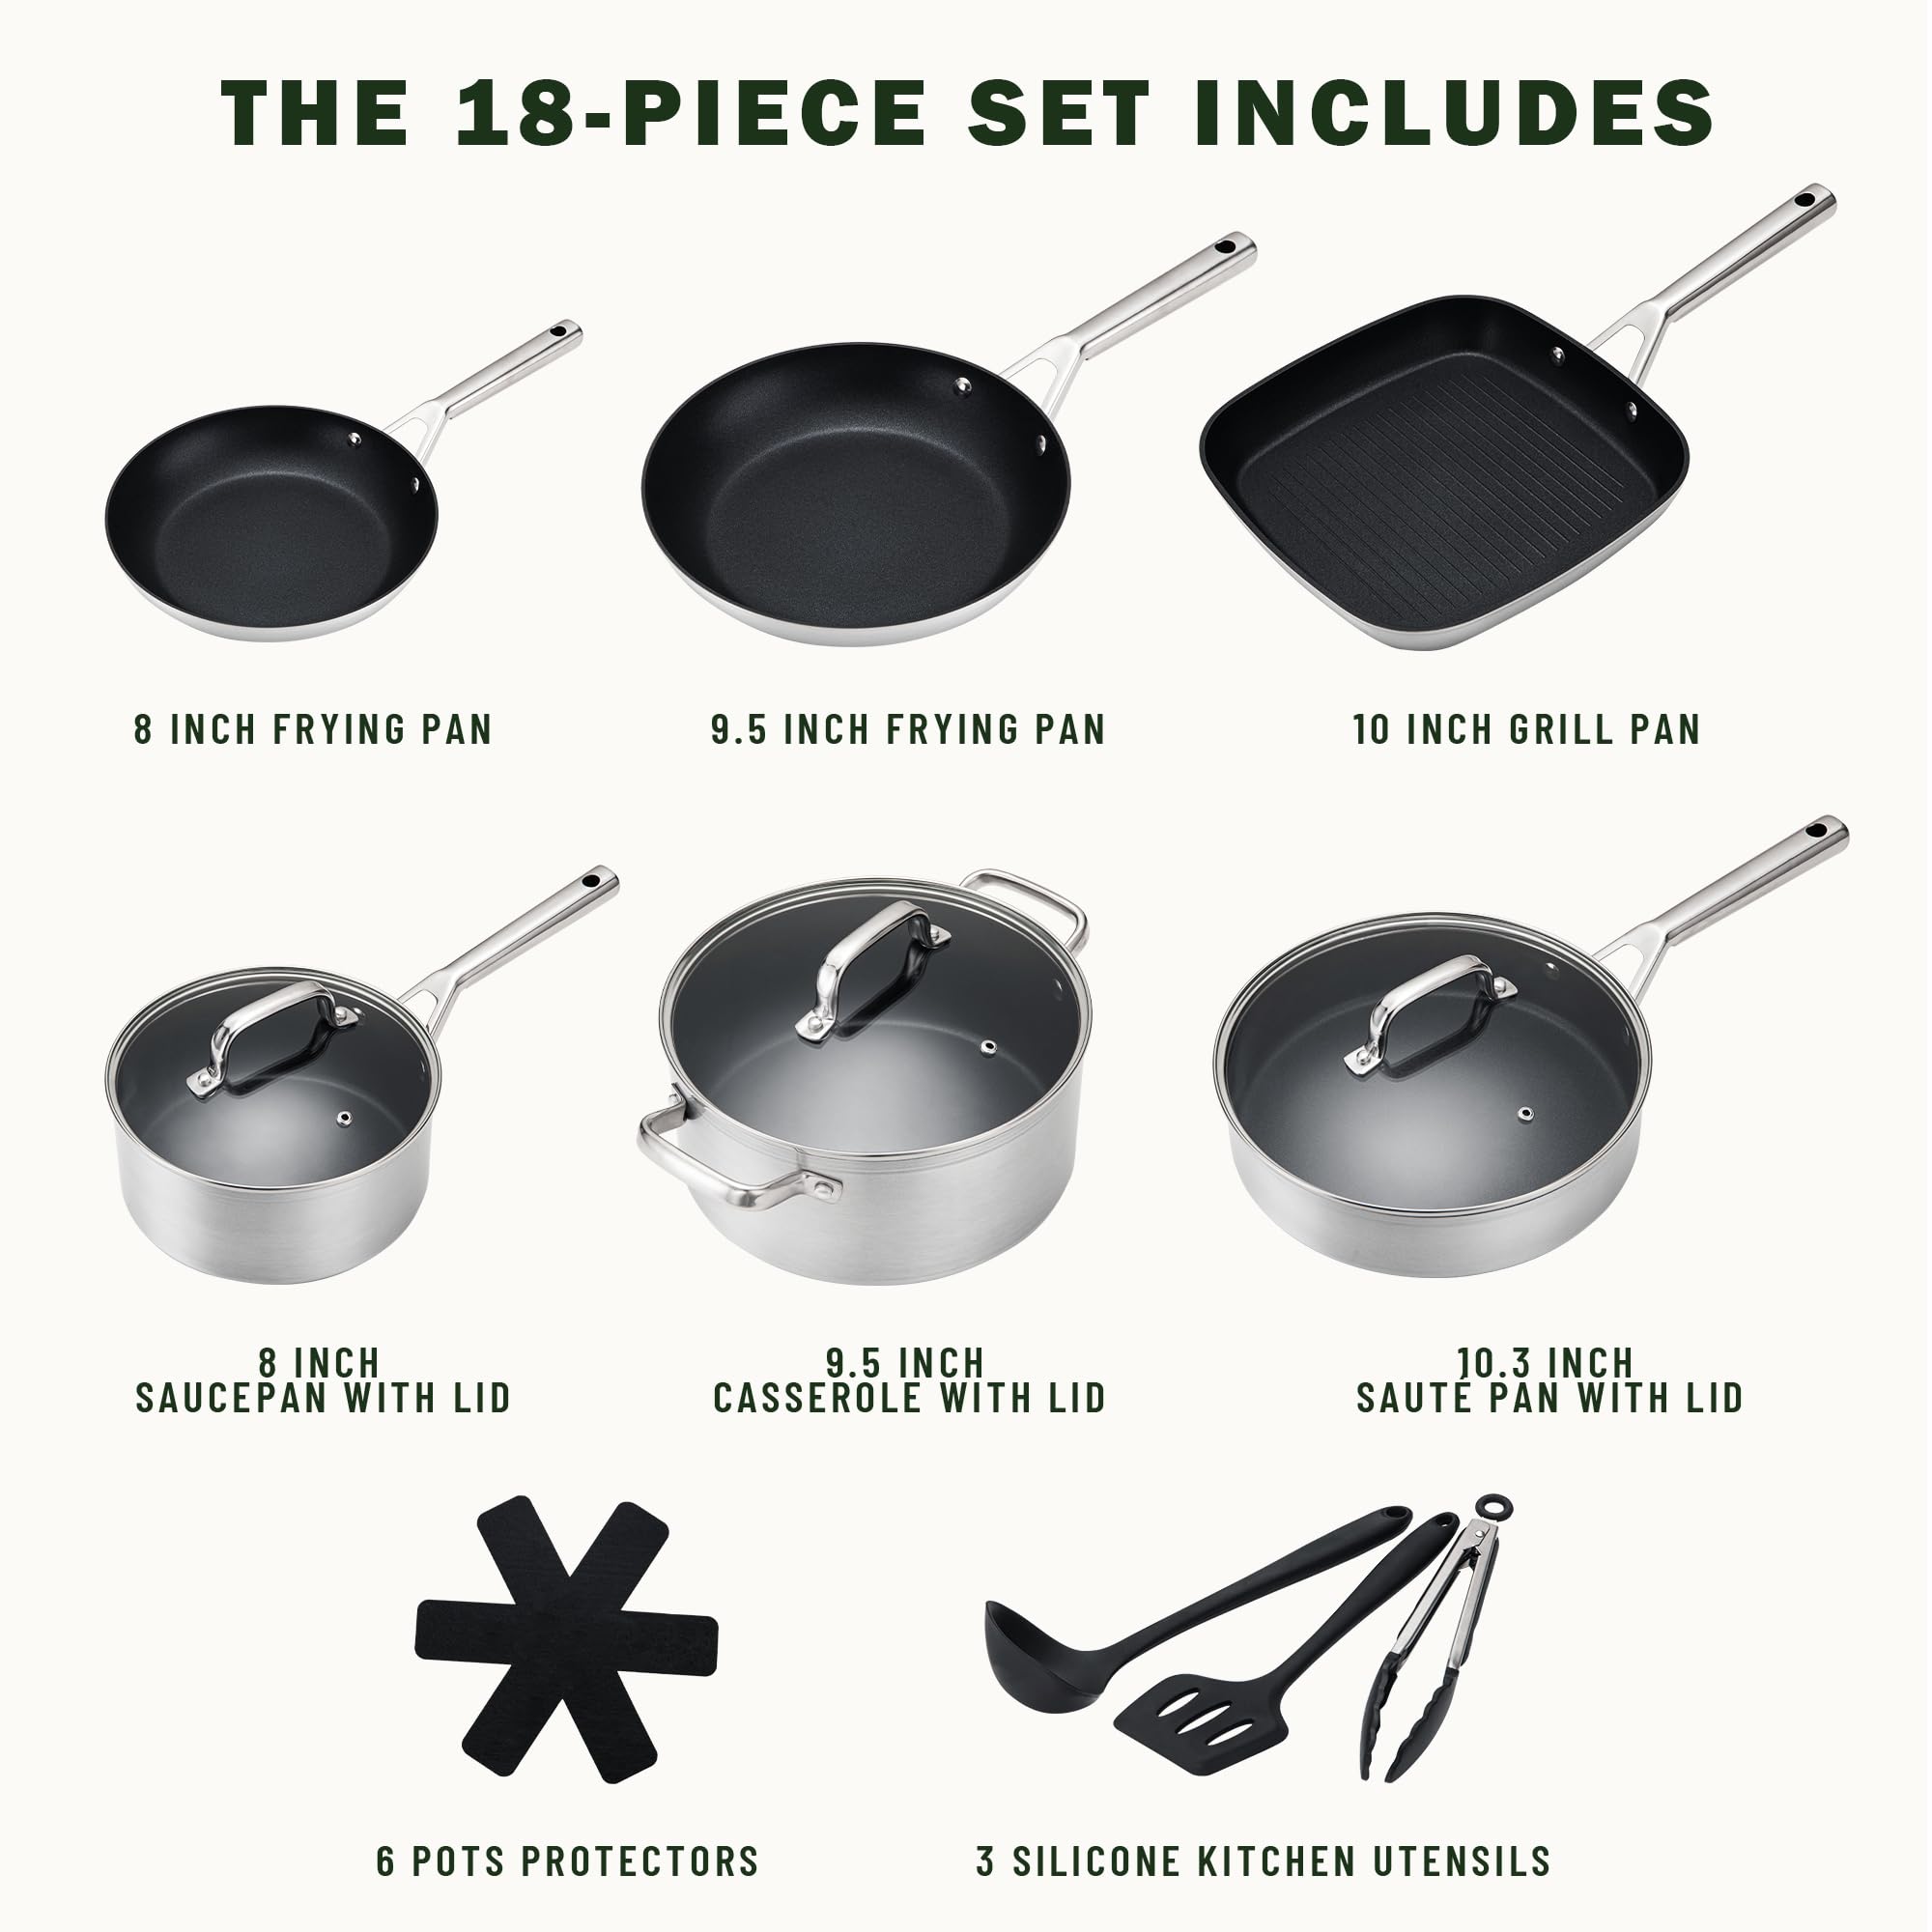 THE 18-PIECE SET INCLUDES
8 INCH FRYING PAN
9.5 INCH FRYING PAN
10 INCH GRILL PAN
8 INCH
SAUCEPAN WITH LID
9.5 INCH
CASSEROLE WITH LID
10.3 INCH
SAUTÉ PAN WITH LID
6 POTS PROTECTORS
3 SILICONE KITCHEN UTENSILS